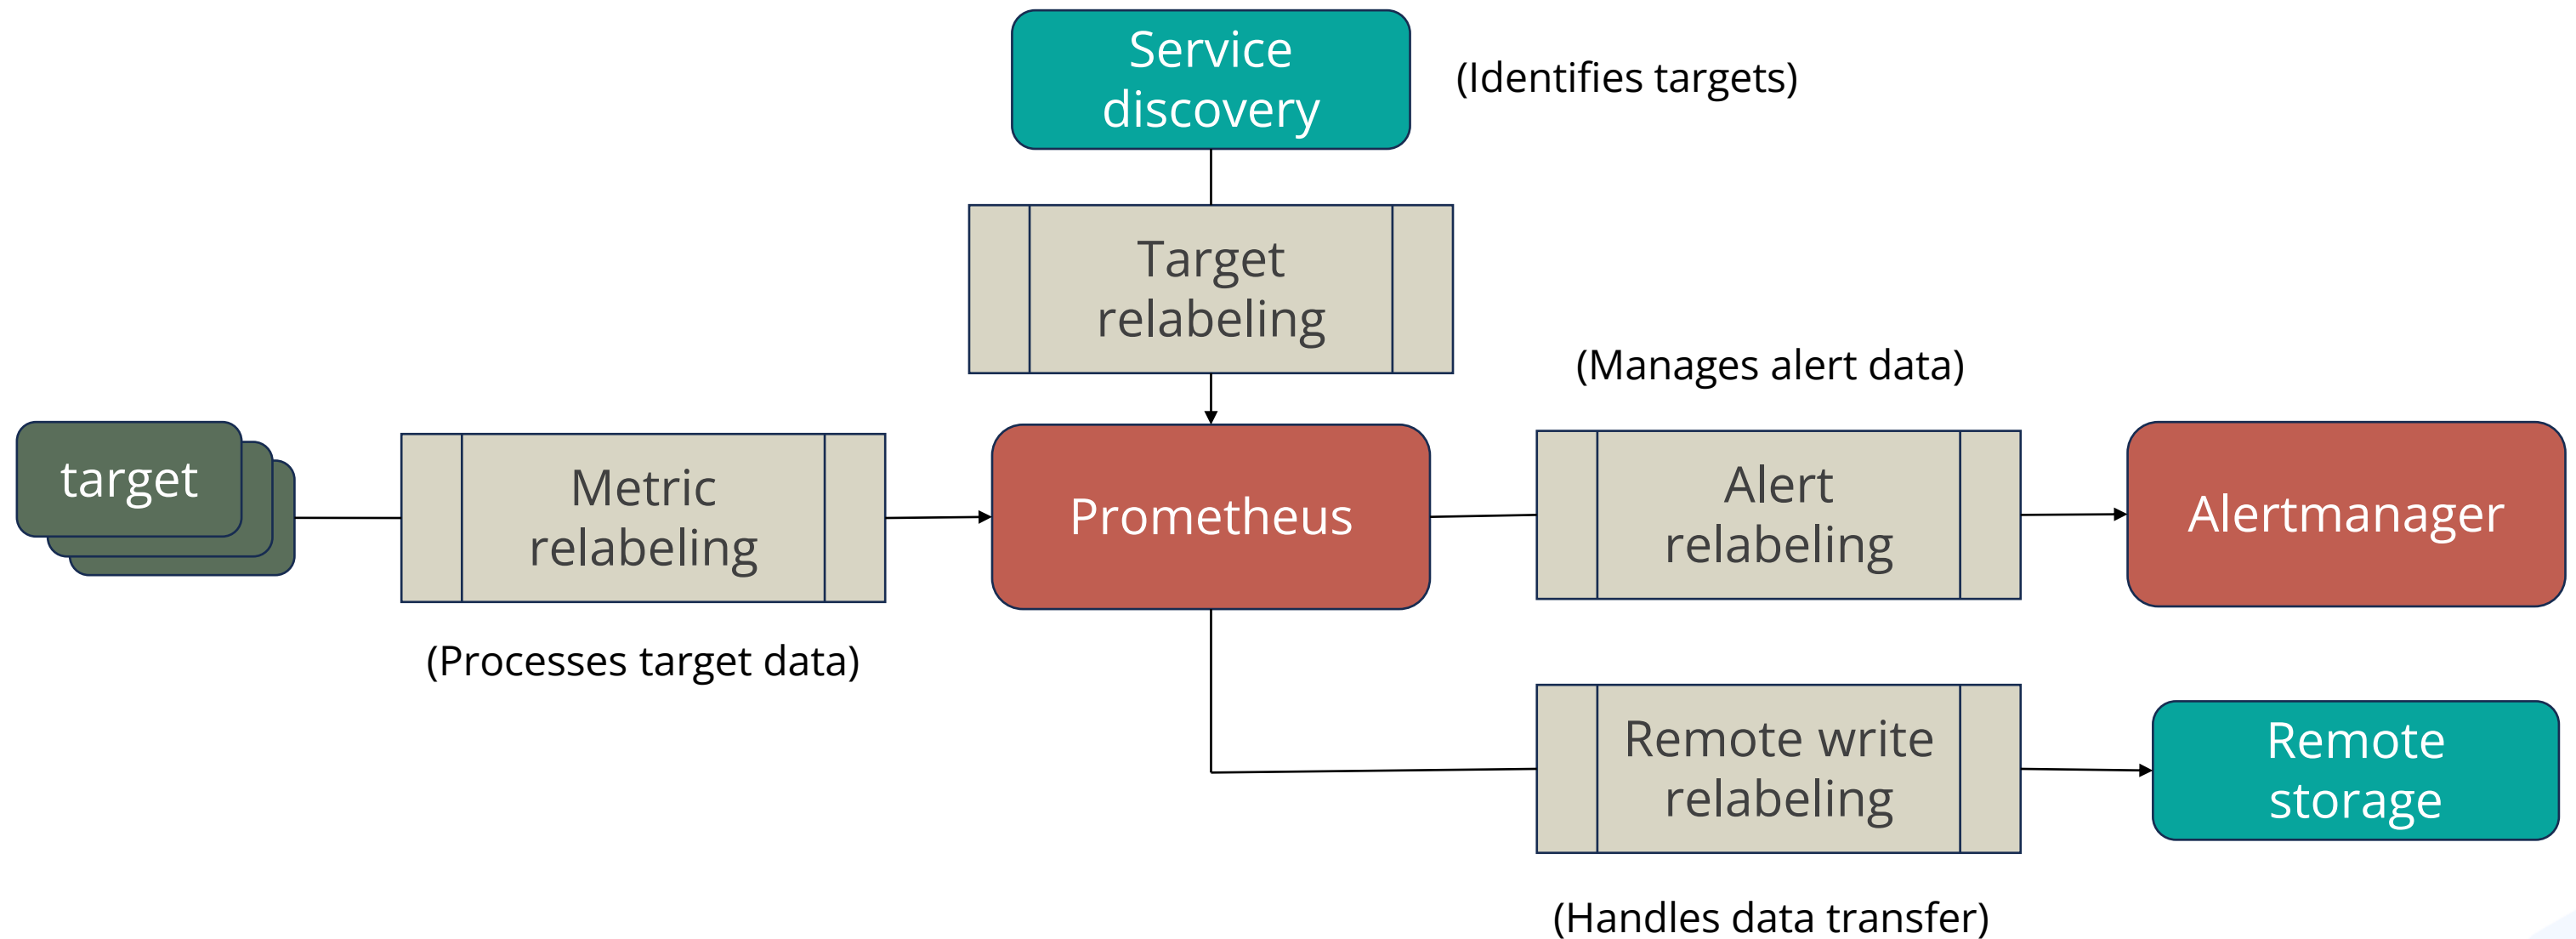 Service
discovery
(Identifies targets)
Target
relabeling
(Manages alert data)
target
Metric
relabeling
Prometheus
Alert
relabeling
Alertmanager
(Processes target data)
Remote write
relabeling
Remote
storage
(Handles data transfer)